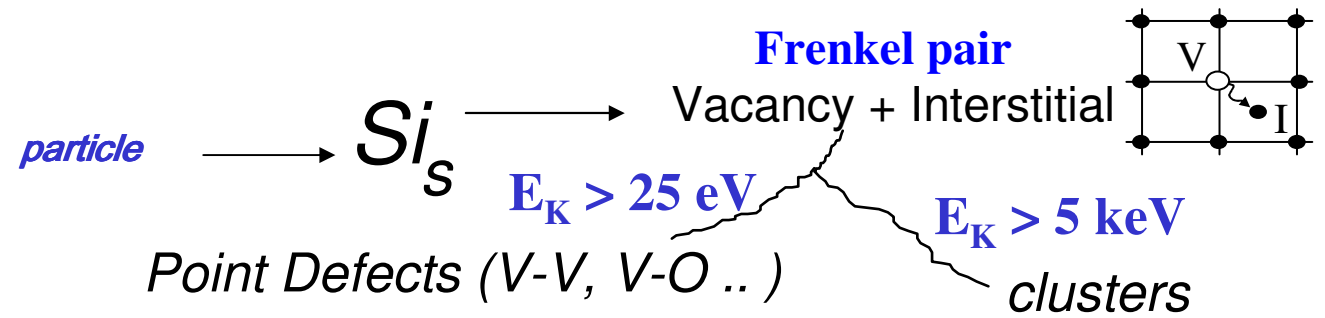 Frenkel pair
V
Vacancy + Interstitial
I
particle
Si_s
E_K > 25 eV
E_K > 5 keV
Point Defects (V-V, V-O .. )
clusters